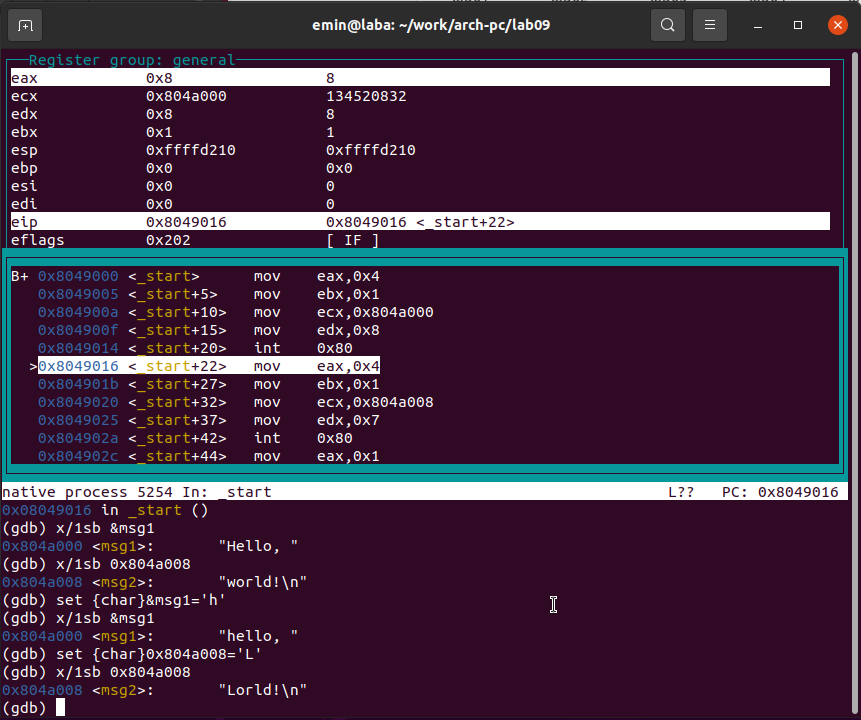 emin@laba: ~/work/arch-pc/lab09
Register group: general
eax 0x8 8
ecx 0x804a000 134520832
edx 0x8 8
ebx 0x1 1
esp 0xffffd210 0xffffd210
ebp 0x0 0x0
esi 0x0 0
edi 0x0 0
eip 0x8049016 0x8049016 <_start+22>
eflags 0x202 [ IF ]
B+ 0x8049000 <_start> mov eax,0x4
0x8049005 <_start+5> mov ebx,0x1
0x804900a <_start+10> mov ecx,0x804a000
0x804900f <_start+15> mov edx,0x8
0x8049014 <_start+20> int 0x80
>0x8049016 <_start+22> mov eax,0x4
0x804901b <_start+27> mov ebx,0x1
0x8049020 <_start+32> mov ecx,0x804a008
0x8049025 <_start+37> mov edx,0x7
0x804902a <_start+42> int 0x80
0x804902c <_start+44> mov eax,0x1
native process 5254 In: _start L?? PC: 0x8049016
0x08049016 in _start ()
(gdb) x/1sb &msg1
0x804a000 <msg1>: "Hello, "
(gdb) x/1sb 0x804a008
0x804a008 <msg2>: "world!\n"
(gdb) set {char}&msg1='h'
(gdb) x/1sb &msg1
0x804a000 <msg1>: "hello, "
(gdb) set {char}0x804a008='L'
(gdb) x/1sb 0x804a008
0x804a008 <msg2>: "Lorld!\n"
(gdb)